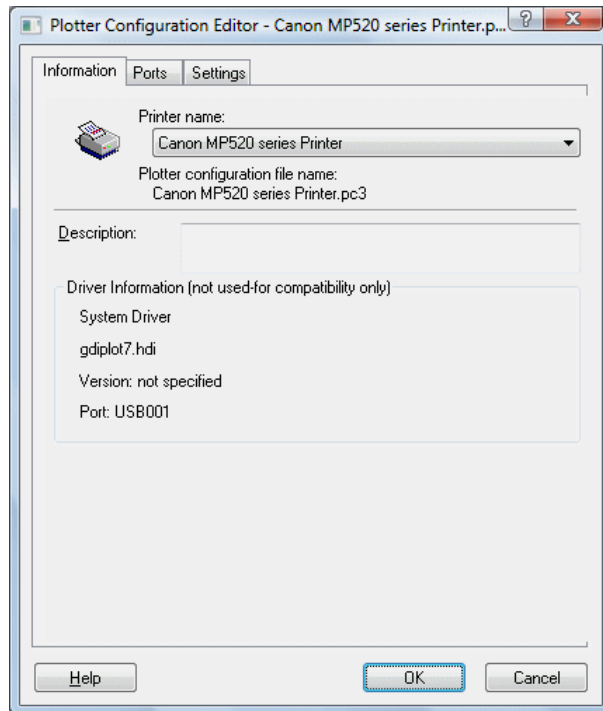 Plotter Configuration Editor - Canon MP520 series Printer.p...
Information Ports Settings
Printer name:
Canon MP520 series Printer
Plotter configuration file name:
Canon MP520 series Printer.pc3
Description:
Driver Information (not used-for compatibility only)
System Driver
gdiplot7.hdi
Version: not specified
Port: USB001
Help OK Cancel